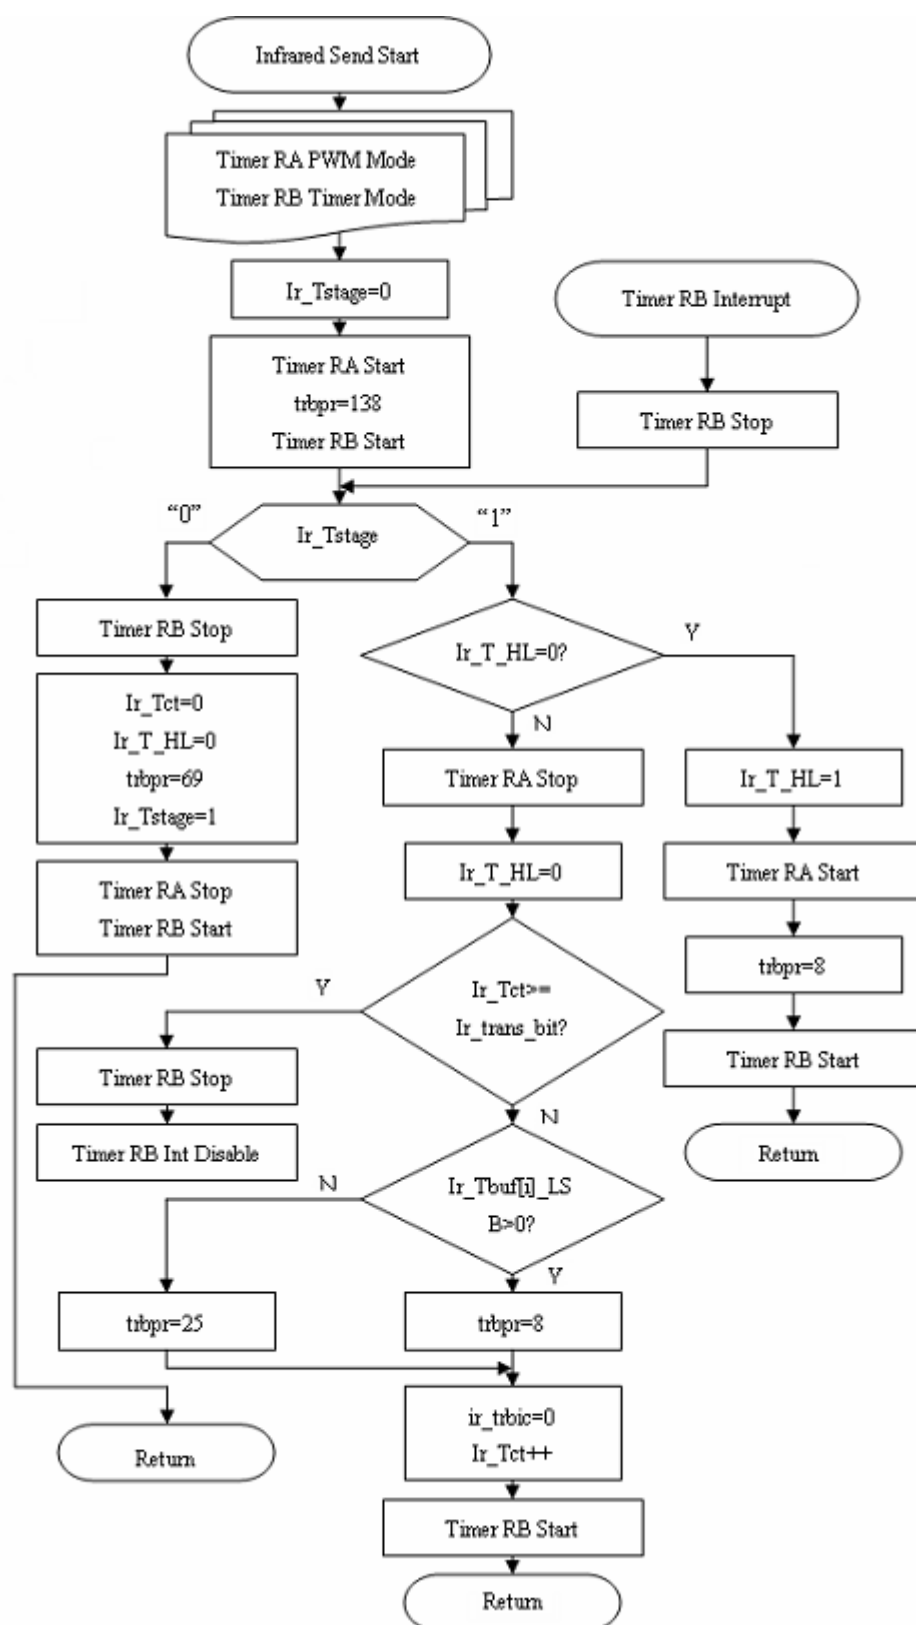 Infrared Send Start
Timer RA PWM Mode
Timer RB Timer Mode
Ir_Tstage=0
Timer RB Interrupt
Timer RA Start
trbpr=138
Timer RB Start
Timer RB Stop
“0”
Ir_Tstage
“1”
Timer RB Stop
Ir_T_HL=0?
Y
N
Ir_Tct=0
Ir_T_HL=0
trbpr=69
Ir_Tstage=1
Timer RA Stop
Ir_T_HL=1
Timer RA Stop
Timer RB Start
Ir_T_HL=0
Timer RA Start
Y
Ir_Tct>=
Ir_trans_bit?
trbpr=8
Timer RB Stop
Timer RB Start
N
Timer RB Int Disable
Return
N
Ir_Tbuf[i]_LS
B>0?
Y
trbpr=25
trbpr=8
ir_trbic=0
Ir_Tct++
Return
Timer RB Start
Return